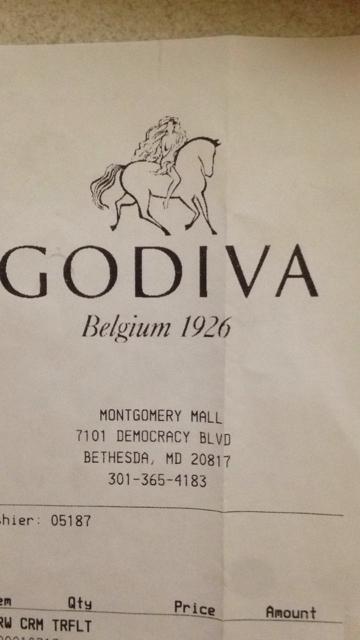 GODIVA
Belgium 1926
MONTGOMERY MALL
7101 DEMOCRACY BLVD
BETHESDA, MD 20817
301-365-4183
shier: 05187
em Qty Price Amount
RW CRM TRFLT